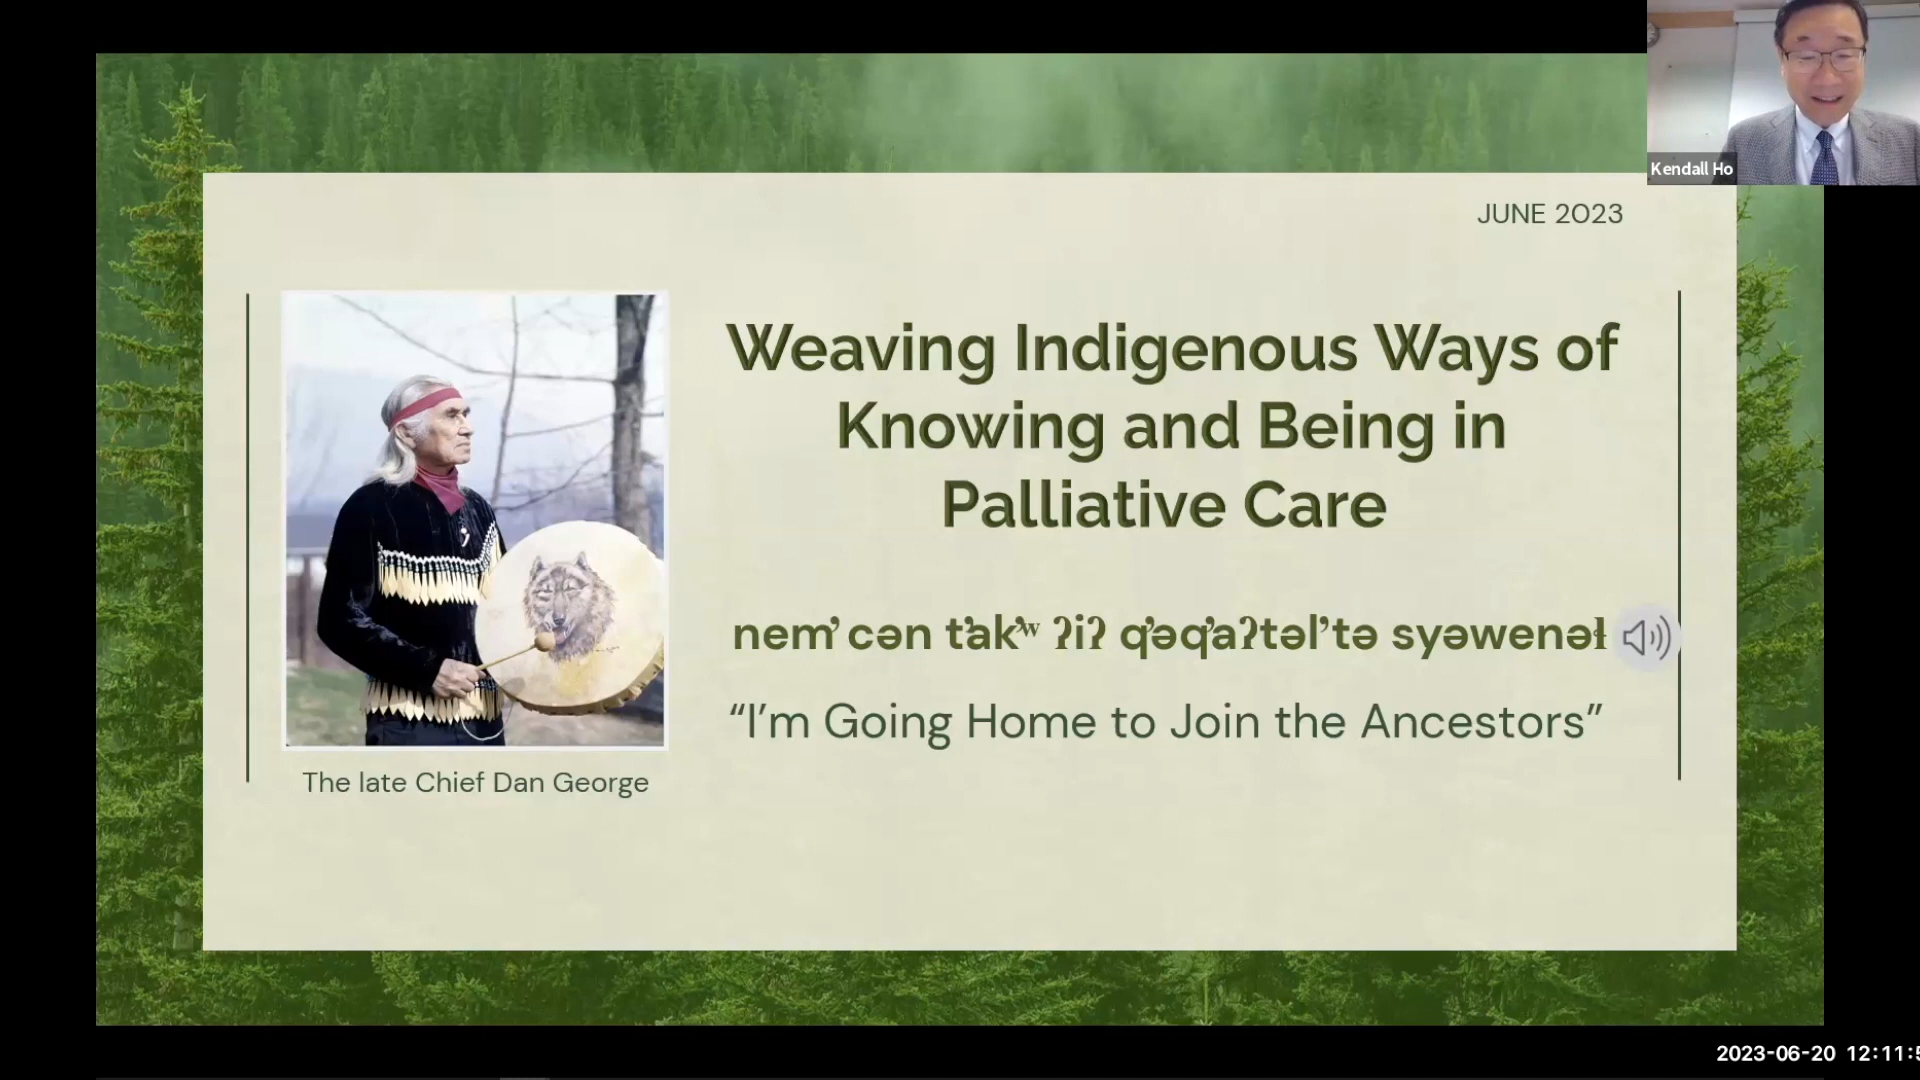 Kendall Ho
JUNE 2023
Weaving Indigenous Ways of
Knowing and Being in
Palliative Care
nem̓ cən t̓ak̓ʷ ʔiʔ q̓əq̓aʔtəl̓tə syəwenəɬ
“I’m Going Home to Join the Ancestors”
The late Chief Dan George
2023-06-20 12:11:5